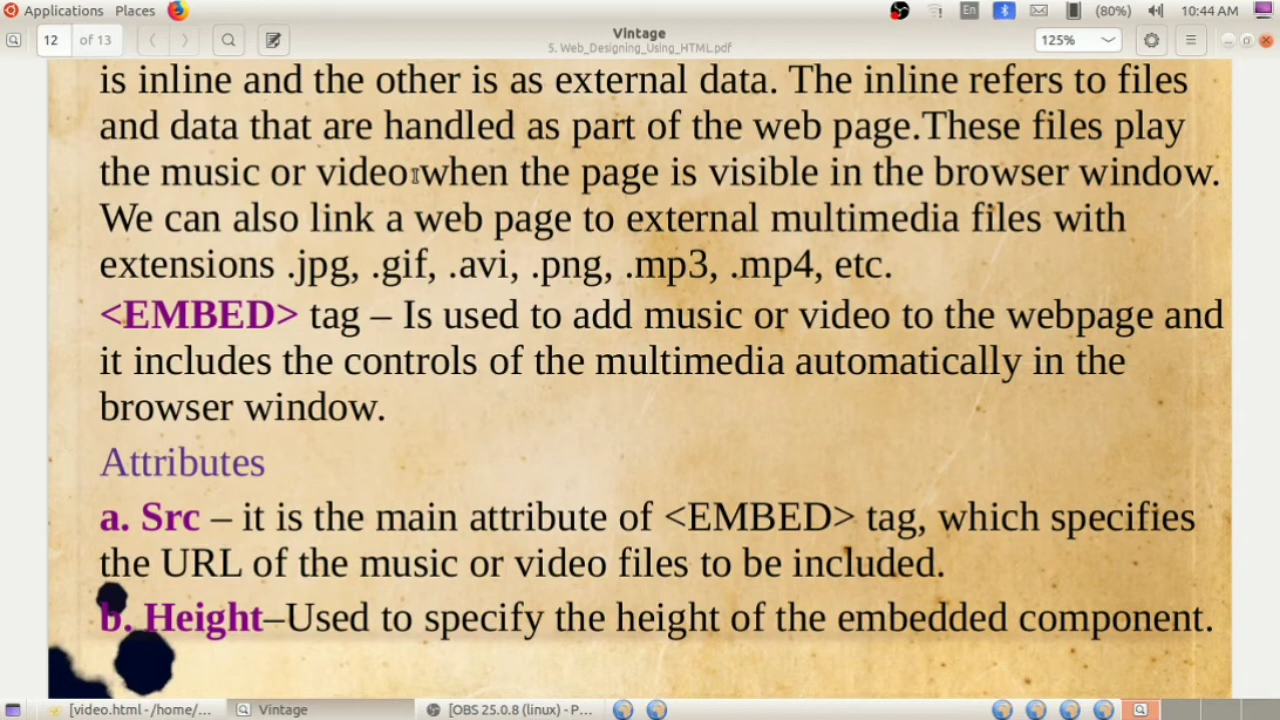 Applications Places En (80%) 10:44 AM
12 of 13 Vintage 125%
5. Web_Designing_Using_HTML.pdf
is inline and the other is as external data. The inline refers to files
and data that are handled as part of the web page.These files play
the music or video when the page is visible in the browser window.
We can also link a web page to external multimedia files with
extensions .jpg, .gif, .avi, .png, .mp3, .mp4, etc.
<EMBED> tag – Is used to add music or video to the webpage and
it includes the controls of the multimedia automatically in the
browser window.
Attributes
a. Src – it is the main attribute of <EMBED> tag, which specifies
the URL of the music or video files to be included.
b. Height–Used to specify the height of the embedded component.
[video.html - /home/... Vintage [OBS 25.0.8 (linux) - P...